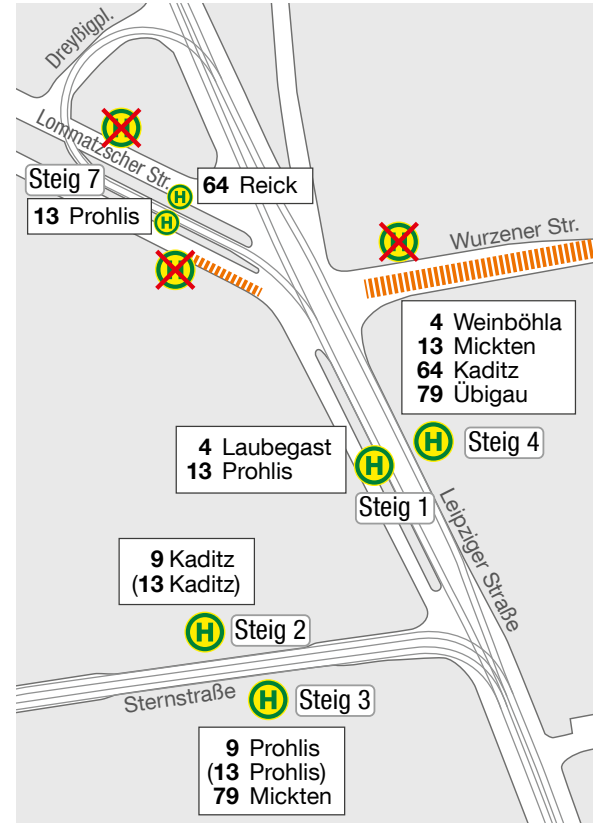 Dreyßigpl.
H
Lommatzscher Str.
Steig 7
H
64 Reick
13 Prohlis
H
H
H
Wurzener Str.
4 Weinböhla
13 Mickten
64 Kaditz
79 Übigau
4 Laubegast
13 Prohlis
H
Steig 4
H
Steig 1
Leipziger Straße
9 Kaditz
(13 Kaditz)
H
Steig 2
Sternstraße
H
Steig 3
9 Prohlis
(13 Prohlis)
79 Mickten